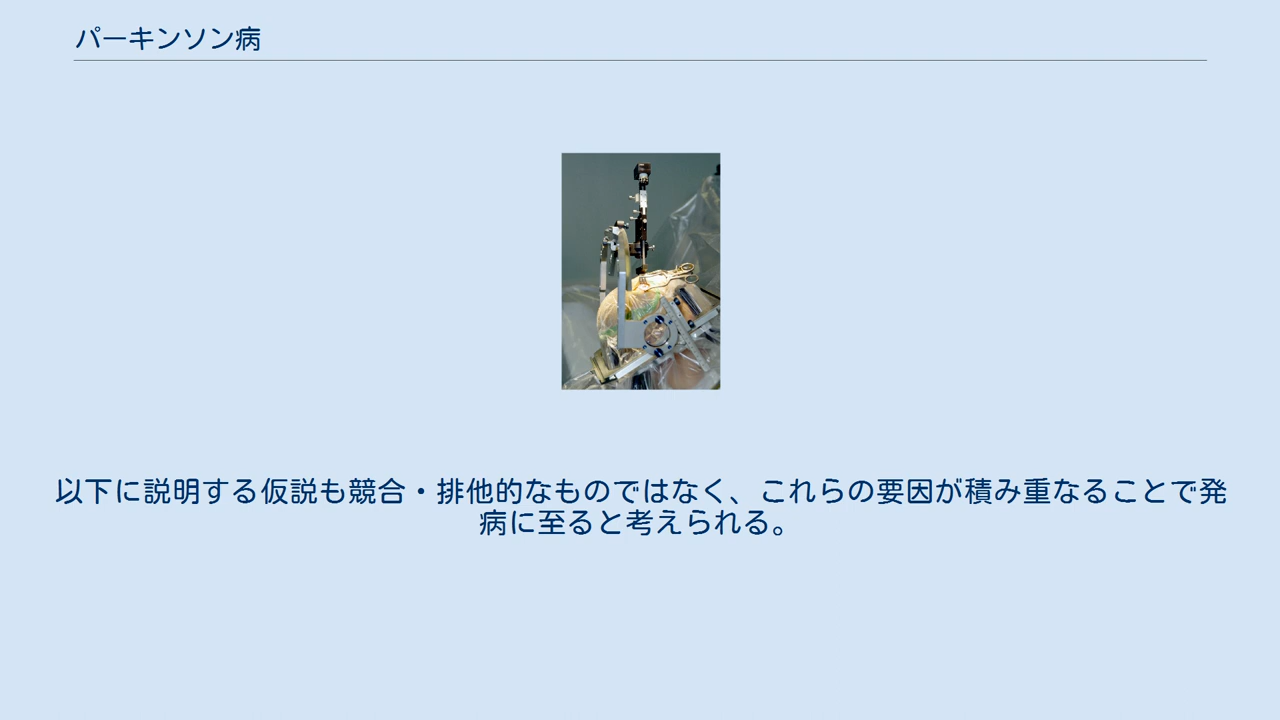 パーキンソン病
以下に説明する仮説も競合・排他的なものではなく、これらの要因が積み重なることで発
病に至ると考えられる。